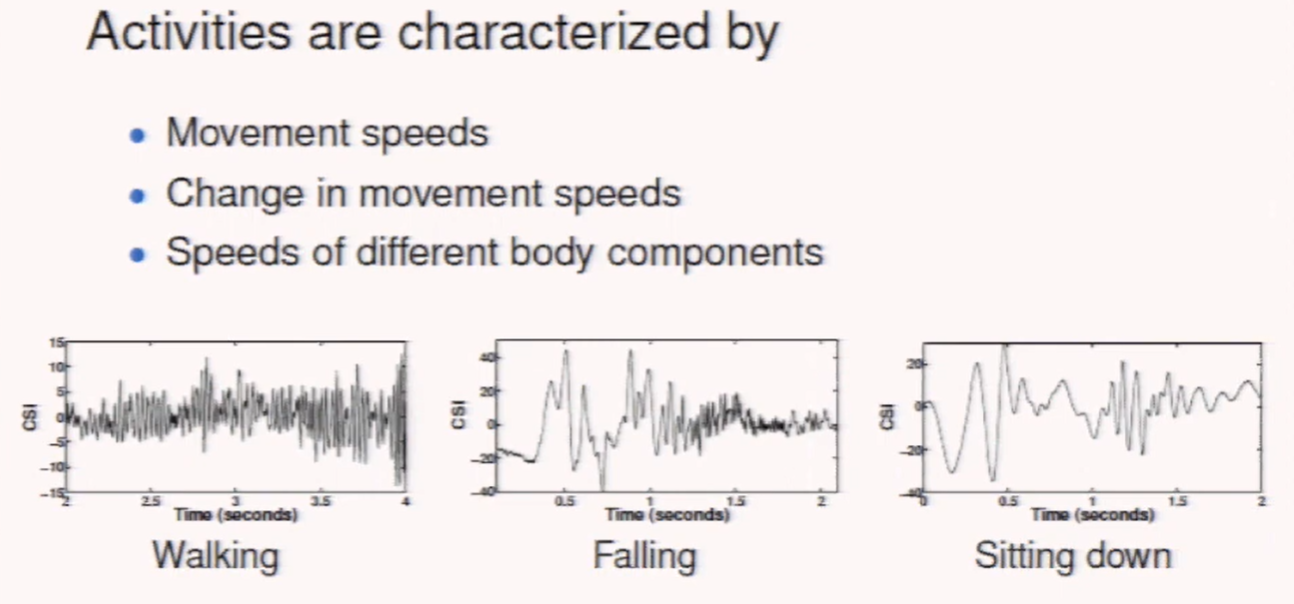 Activities are characterized by
Movement speeds
Change in movement speeds
Speeds of different body components
15
10
5
0
-5
-10
-15
CSI
2 2.5 3 3.5 4
Time (seconds)
Walking
40
20
0
-20
-40
CSI
0.5 1 1.5 2
Time (seconds)
Falling
20
0
-20
-40
CSI
0 0.5 1 1.5 2
Time (seconds)
Sitting down